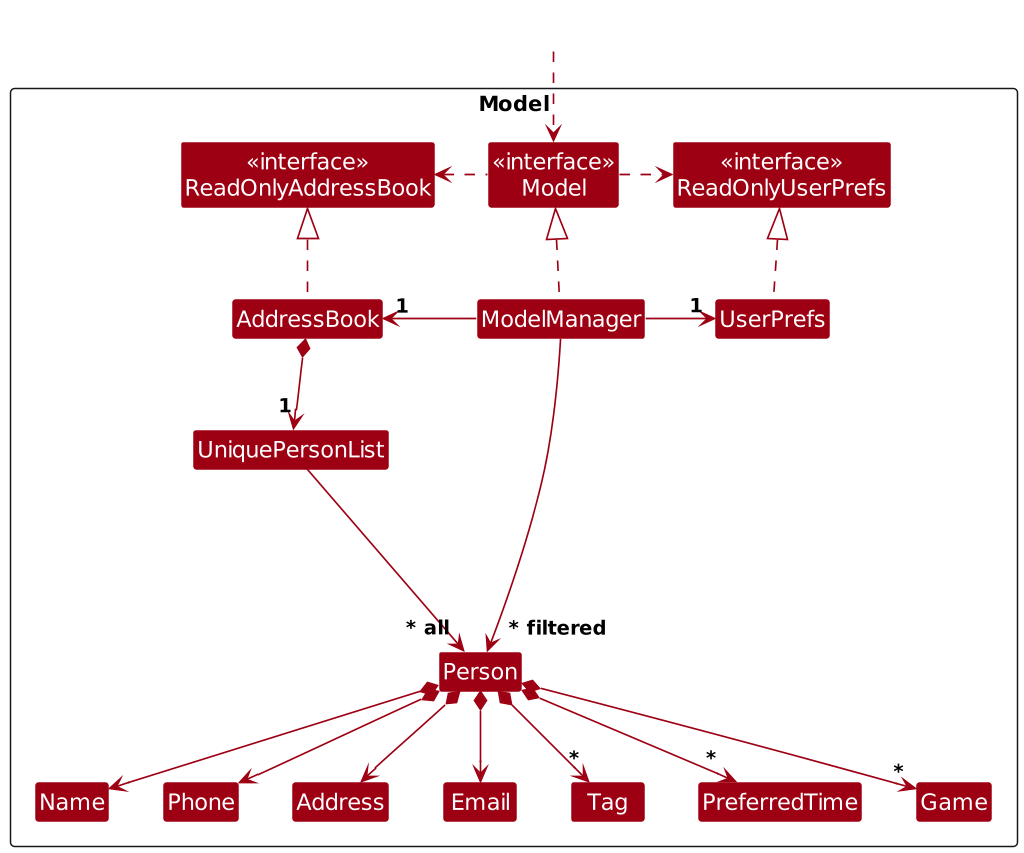 Model
«interface»
ReadOnlyAddressBook
«interface»
Model
«interface»
ReadOnlyUserPrefs
AddressBook
1
ModelManager
1
UserPrefs
1
UniquePersonList
* all
* filtered
Person
*
*
*
Name
Phone
Address
Email
Tag
PreferredTime
Game